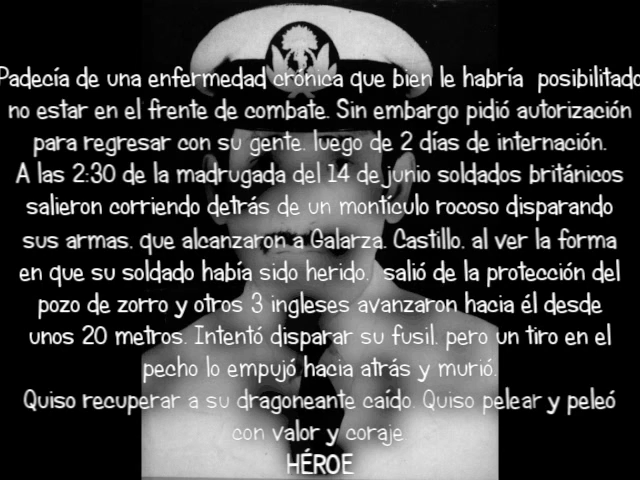 Padecía de una enfermedad crónica que bien le habría posibilitado
no estar en el frente de combate. Sin embargo pidió autorización
para regresar con su gente, luego de 2 días de internación.
A las 2:30 de la madrugada del 14 de junio soldados británicos
salieron corriendo detrás de un montículo rocoso disparando
sus armas, que alcanzaron a Galarza. Castillo, al ver la forma
en que su soldado había sido herido, salió de la protección del
pozo de zorro y otros 3 ingleses avanzaron hacia él desde
unos 20 metros. Intentó disparar su fusil, pero un tiro en el
pecho lo empujó hacia atrás y murió.
Quiso recuperar a su dragoneante caído. Quiso pelear y peleó
con valor y coraje
HÉROE